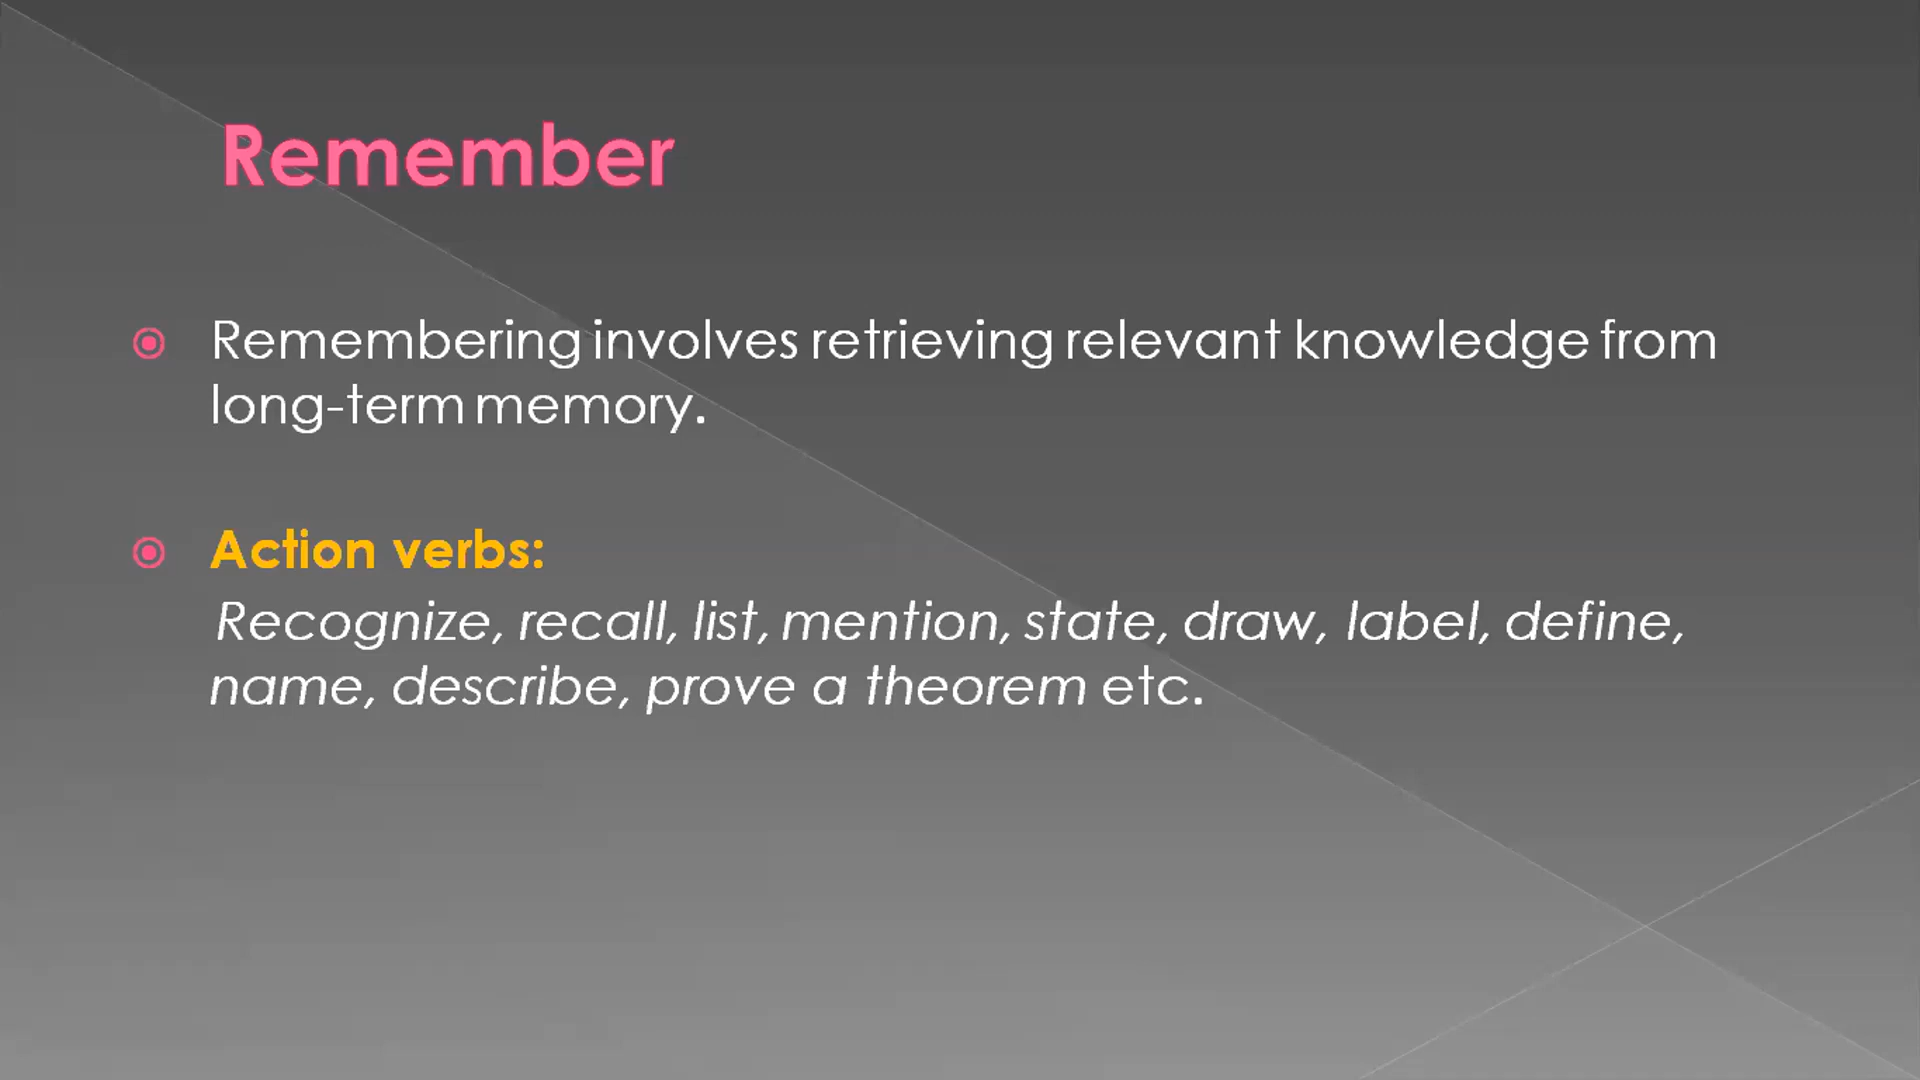 Remember
Remembering involves retrieving relevant knowledge from
long-term memory.
Action verbs:
Recognize, recall, list, mention, state, draw, label, define,
name, describe, prove a theorem etc.